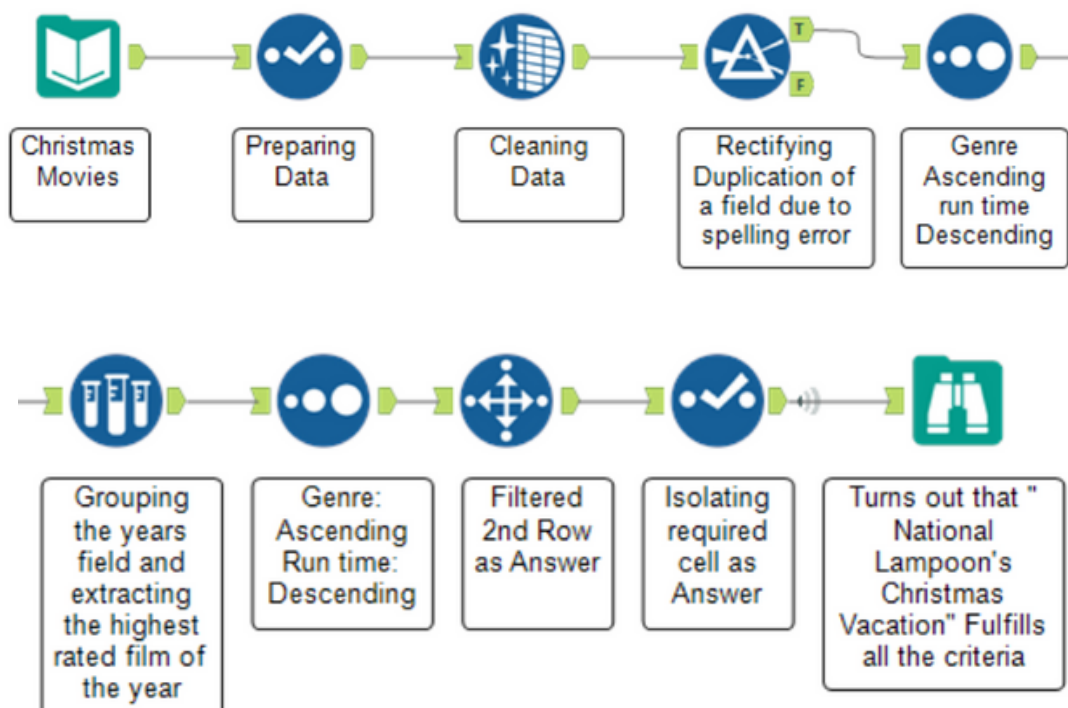 T
F
Christmas
Movies
Preparing
Data
Cleaning
Data
Rectifying
Duplication of
a field due to
spelling error
Genre
Ascending
run time
Descending
Grouping
the years
field and
extracting
the highest
rated film of
the year
Genre:
Ascending
Run time:
Descending
Filtered
2nd Row
as Answer
Isolating
required
cell as
Answer
Turns out that "
National
Lampoon's
Christmas
Vacation" Fulfills
all the criteria